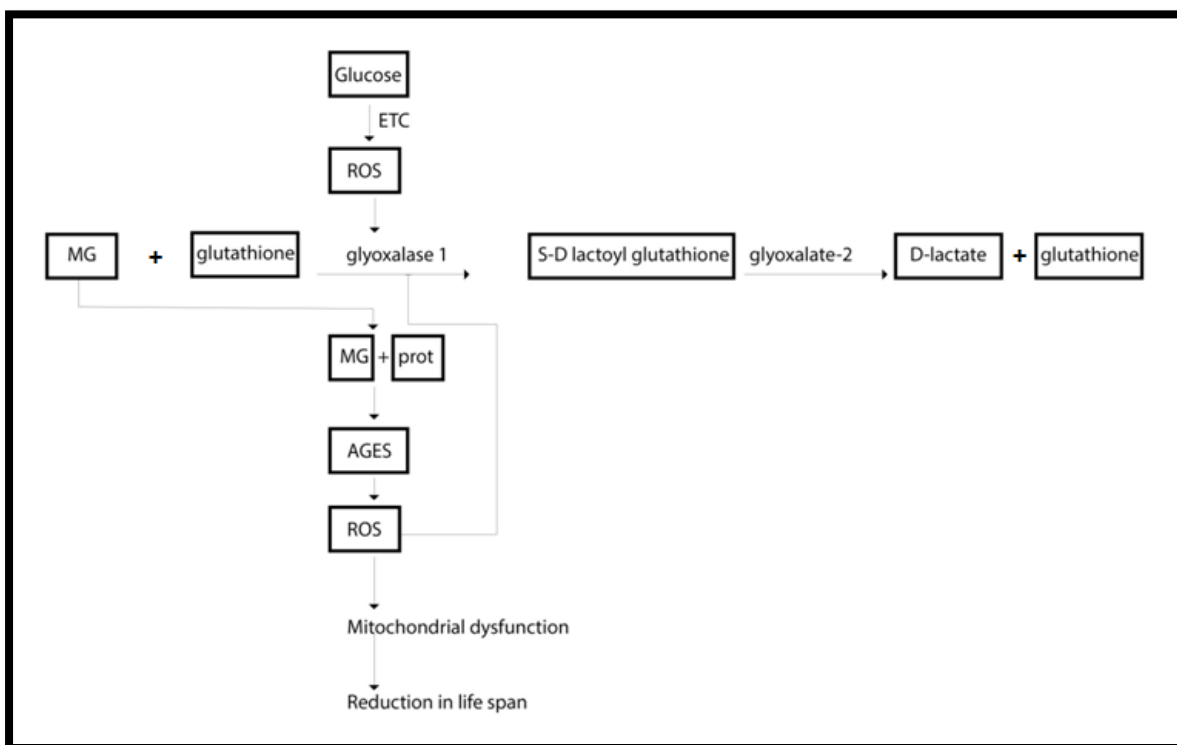 Glucose
ETC
ROS
MG + glutathione glyoxalase 1 S-D lactoyl glutathione glyoxalate-2 D-lactate + glutathione
MG + prot
AGES
ROS
Mitochondrial dysfunction
Reduction in life span